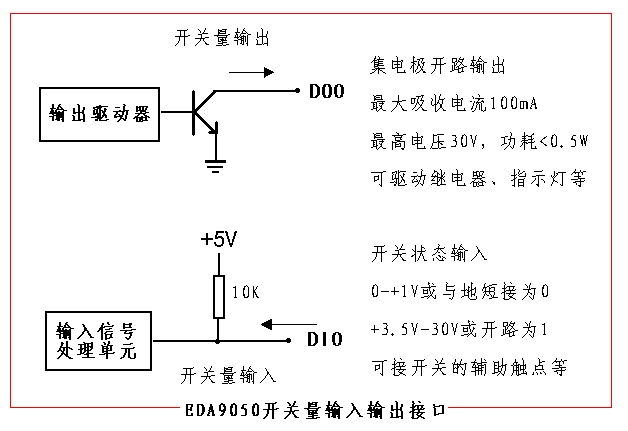 开关量输出
DO0
输出驱动器
集电极开路输出
最大吸收电流100mA
最高电压30V，功耗<0.5W
可驱动继电器、指示灯等
+5V
10K
输入信号
处理单元
DI0
开关量输入
开关状态输入
0-+1V或与地短接为0
+3.5V-30V或开路为1
可接开关的辅助触点等
EDA9050开关量输入输出接口